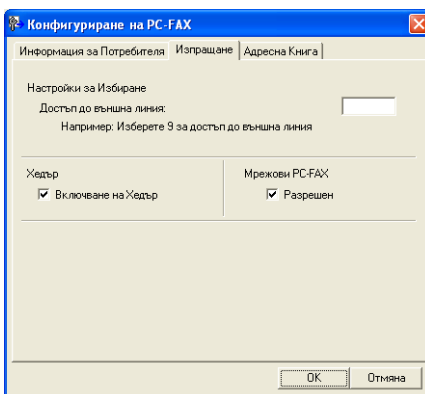 Конфигуриране на PC-FAX
Информация за Потребителя Изпращане Адресна Книга
Настройки за Избиране
Достъп до външна линия:
Например: Изберете 9 за достъп до външна линия
Хедър Мрежови PC-FAX
Включване на Хедър Разрешен
OK Отмяна